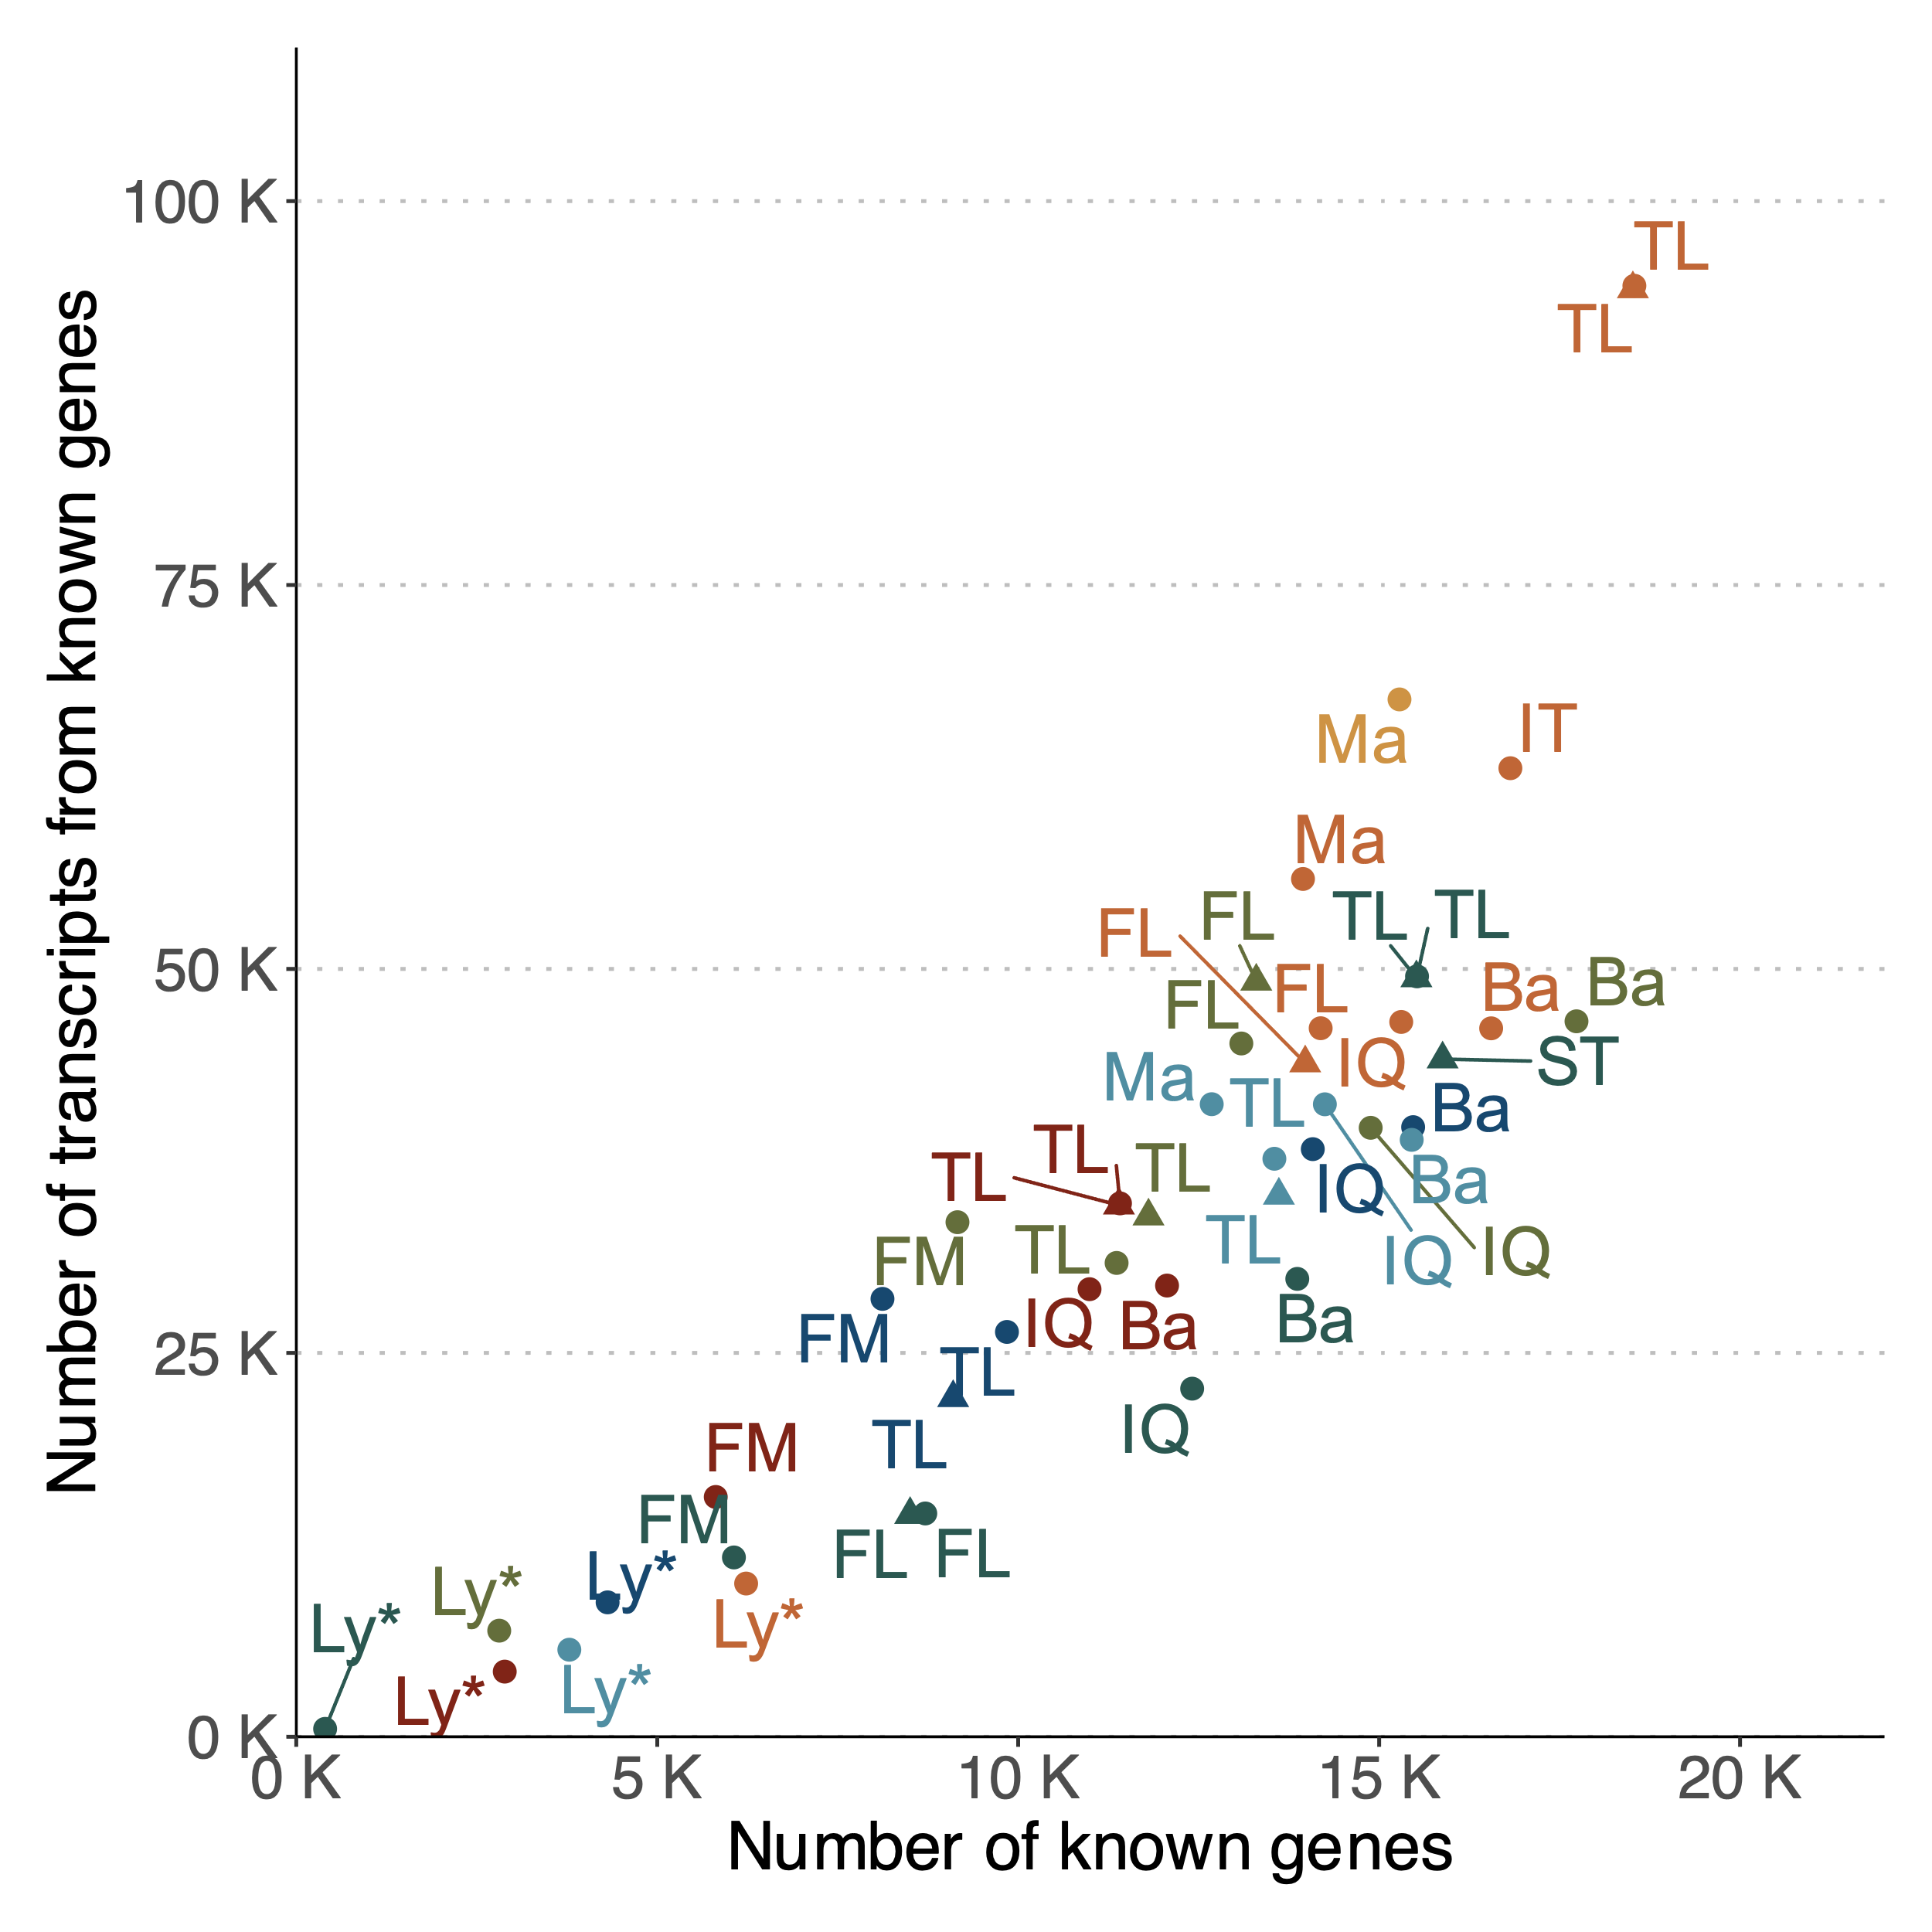 Number of transcripts from known genes
100 K
75 K
50 K
25 K
0 K
TL
TL
IT
Ma
Ma
FL
FL
TL
TL
FL
FL
Ba
Ba
IQ
ST
Ma
TL
Ba
TL
TL
TL
IQ
Ba
TL
TL
FM
IQ
IQ
IQ
Ba
Ba
FM
TL
IQ
TL
FM
FM
FL
FL
Ly*
Ly*
Ly*
Ly*
Ly*
Ly*
0 K
5 K
10 K
15 K
20 K
Number of known genes